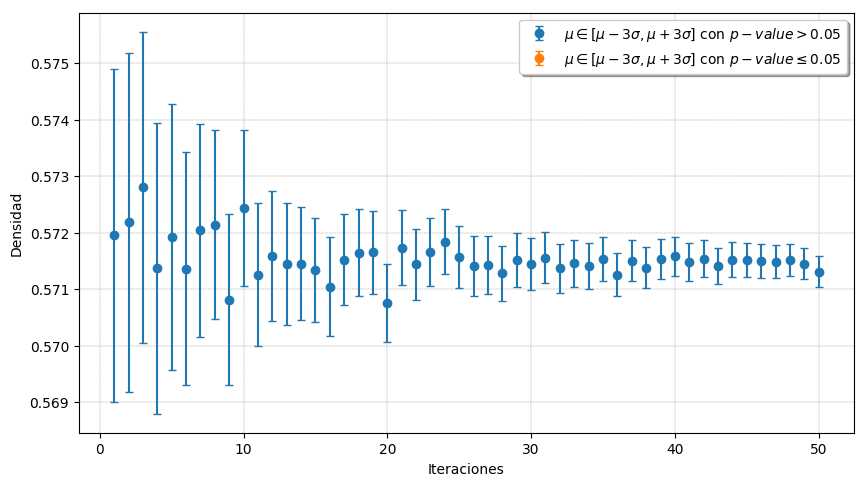 μ ∈ [μ − 3σ, μ + 3σ] con p − value > 0.05
μ ∈ [μ − 3σ, μ + 3σ] con p − value ≤ 0.05
Densidad
0.575
0.574
0.573
0.572
0.571
0.570
0.569
0 10 20 30 40 50
Iteraciones